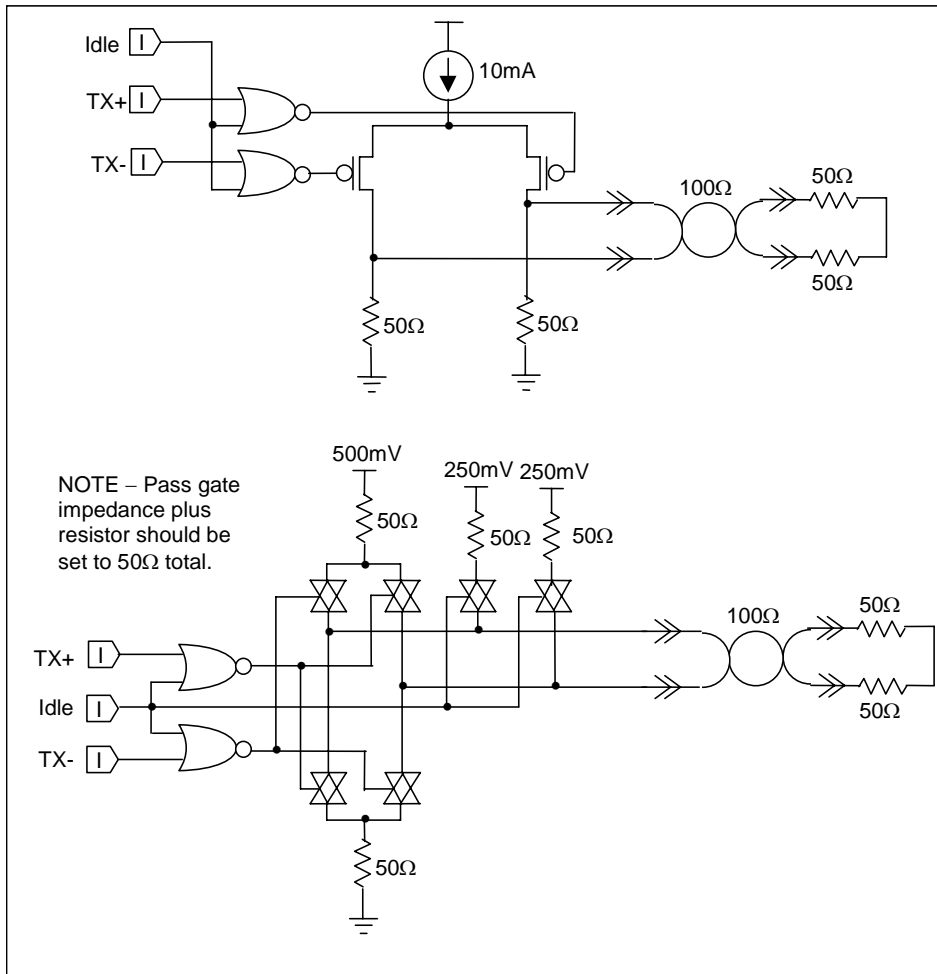 Idle I
10mA
TX+ I
TX- I
50Ω
100Ω
50Ω
50Ω 50Ω
500mV
250mV 250mV
NOTE – Pass gate
impedance plus
resistor should be
set to 50Ω total.
50Ω
50Ω 50Ω
100Ω 50Ω
TX+ I
Idle I
50Ω
TX- I
50Ω